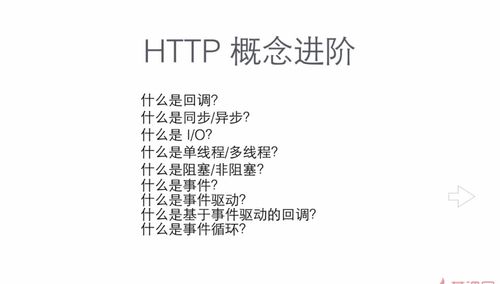 HTTP 概念进阶
什么是回调?
什么是同步/异步?
什么是 I/O?
什么是单线程/多线程?
什么是阻塞/非阻塞?
什么是事件?
什么是事件驱动?
什么是基于事件驱动的回调?
什么是事件循环?